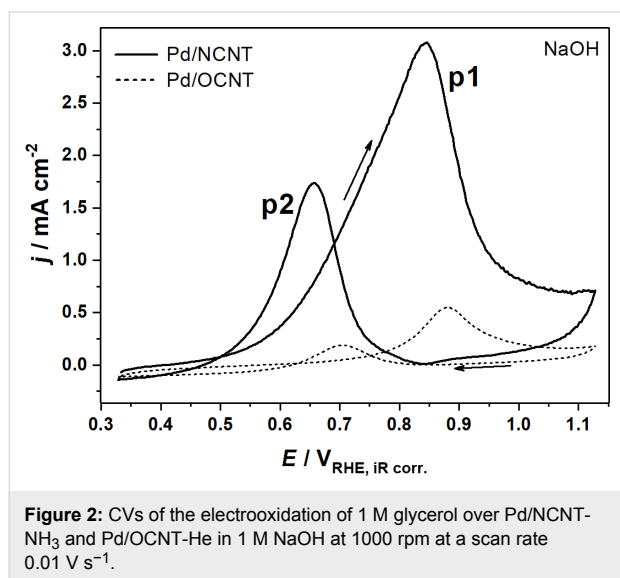 3.0
2.5
2.0
1.5
1.0
0.5
0.0
j / mA cm⁻²
Pd/NCNT
Pd/OCNT
NaOH
p1
p2
0.3 0.4 0.5 0.6 0.7 0.8 0.9 1.0 1.1
E / V_RHE, iR corr.
Figure 2: CVs of the electrooxidation of 1 M glycerol over Pd/NCNT-
NH₃ and Pd/OCNT-He in 1 M NaOH at 1000 rpm at a scan rate
0.01 V s⁻¹.